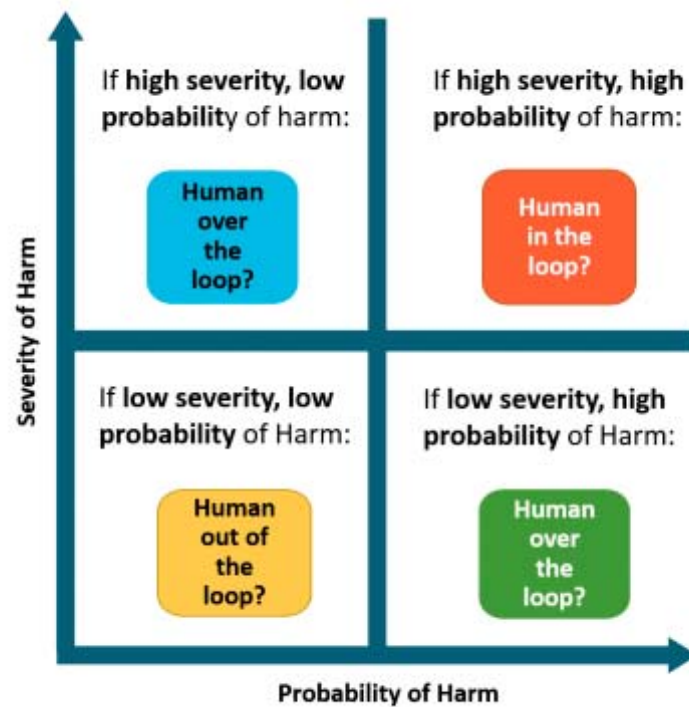 If high severity, low
probability of harm:
Human
over
the
loop?
If high severity, high
probability of harm:
Human
in the
loop?
Severity of Harm
If low severity, low
probability of Harm:
Human
out of
the
loop?
If low severity, high
probability of Harm:
Human
over
the
loop?
Probability of Harm